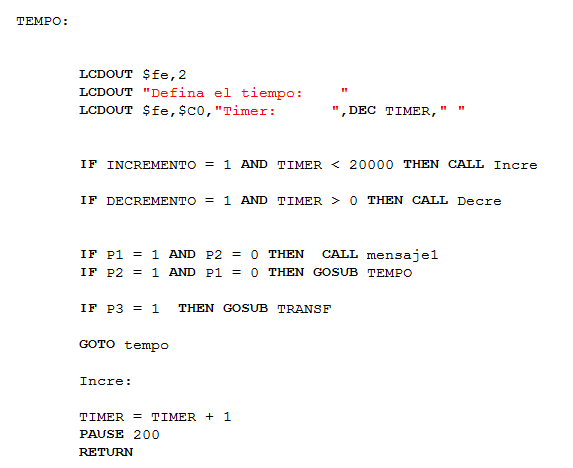 TEMPO:
LCDOUT $fe,2
LCDOUT "Defina el tiempo:    "
LCDOUT $fe,$C0,"Timer:       ",DEC TIMER," "
IF INCREMENTO = 1 AND TIMER < 20000 THEN CALL Incre
IF DECREMENTO = 1 AND TIMER > 0 THEN CALL Decre
IF P1 = 1 AND P2 = 0 THEN  CALL mensaje1
IF P2 = 1 AND P1 = 0 THEN GOSUB TEMPO
IF P3 = 1  THEN GOSUB TRANSF
GOTO tempo
Incre:
TIMER = TIMER + 1
PAUSE 200
RETURN